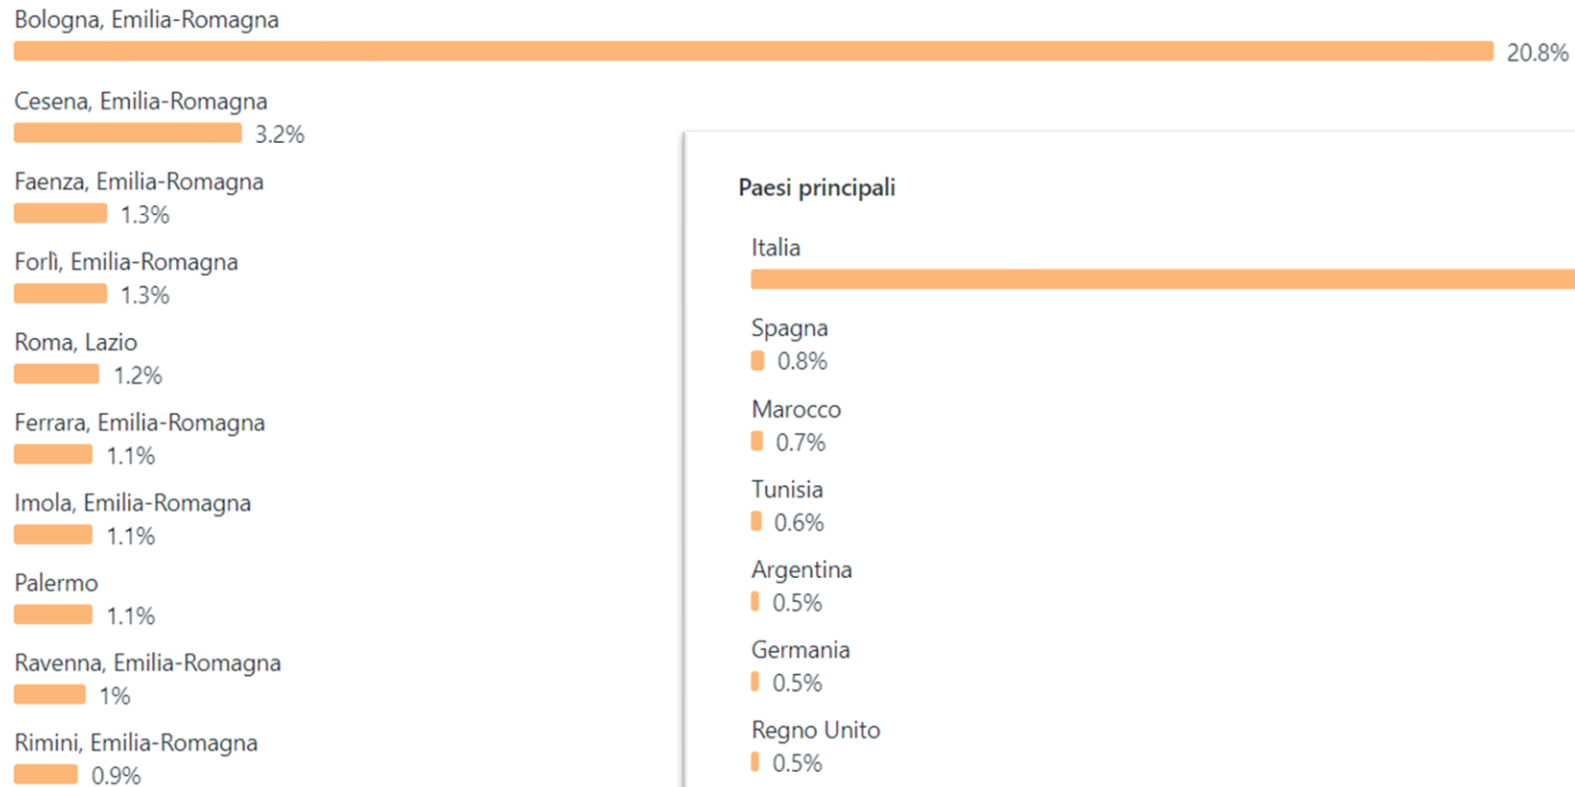 Bologna, Emilia-Romagna
20.8%
Cesena, Emilia-Romagna
3.2%
Faenza, Emilia-Romagna
1.3%
Forlì, Emilia-Romagna
1.3%
Roma, Lazio
1.2%
Ferrara, Emilia-Romagna
1.1%
Imola, Emilia-Romagna
1.1%
Palermo
1.1%
Ravenna, Emilia-Romagna
1%
Rimini, Emilia-Romagna
0.9%
Paesi principali
Italia
Spagna
0.8%
Marocco
0.7%
Tunisia
0.6%
Argentina
0.5%
Germania
0.5%
Regno Unito
0.5%